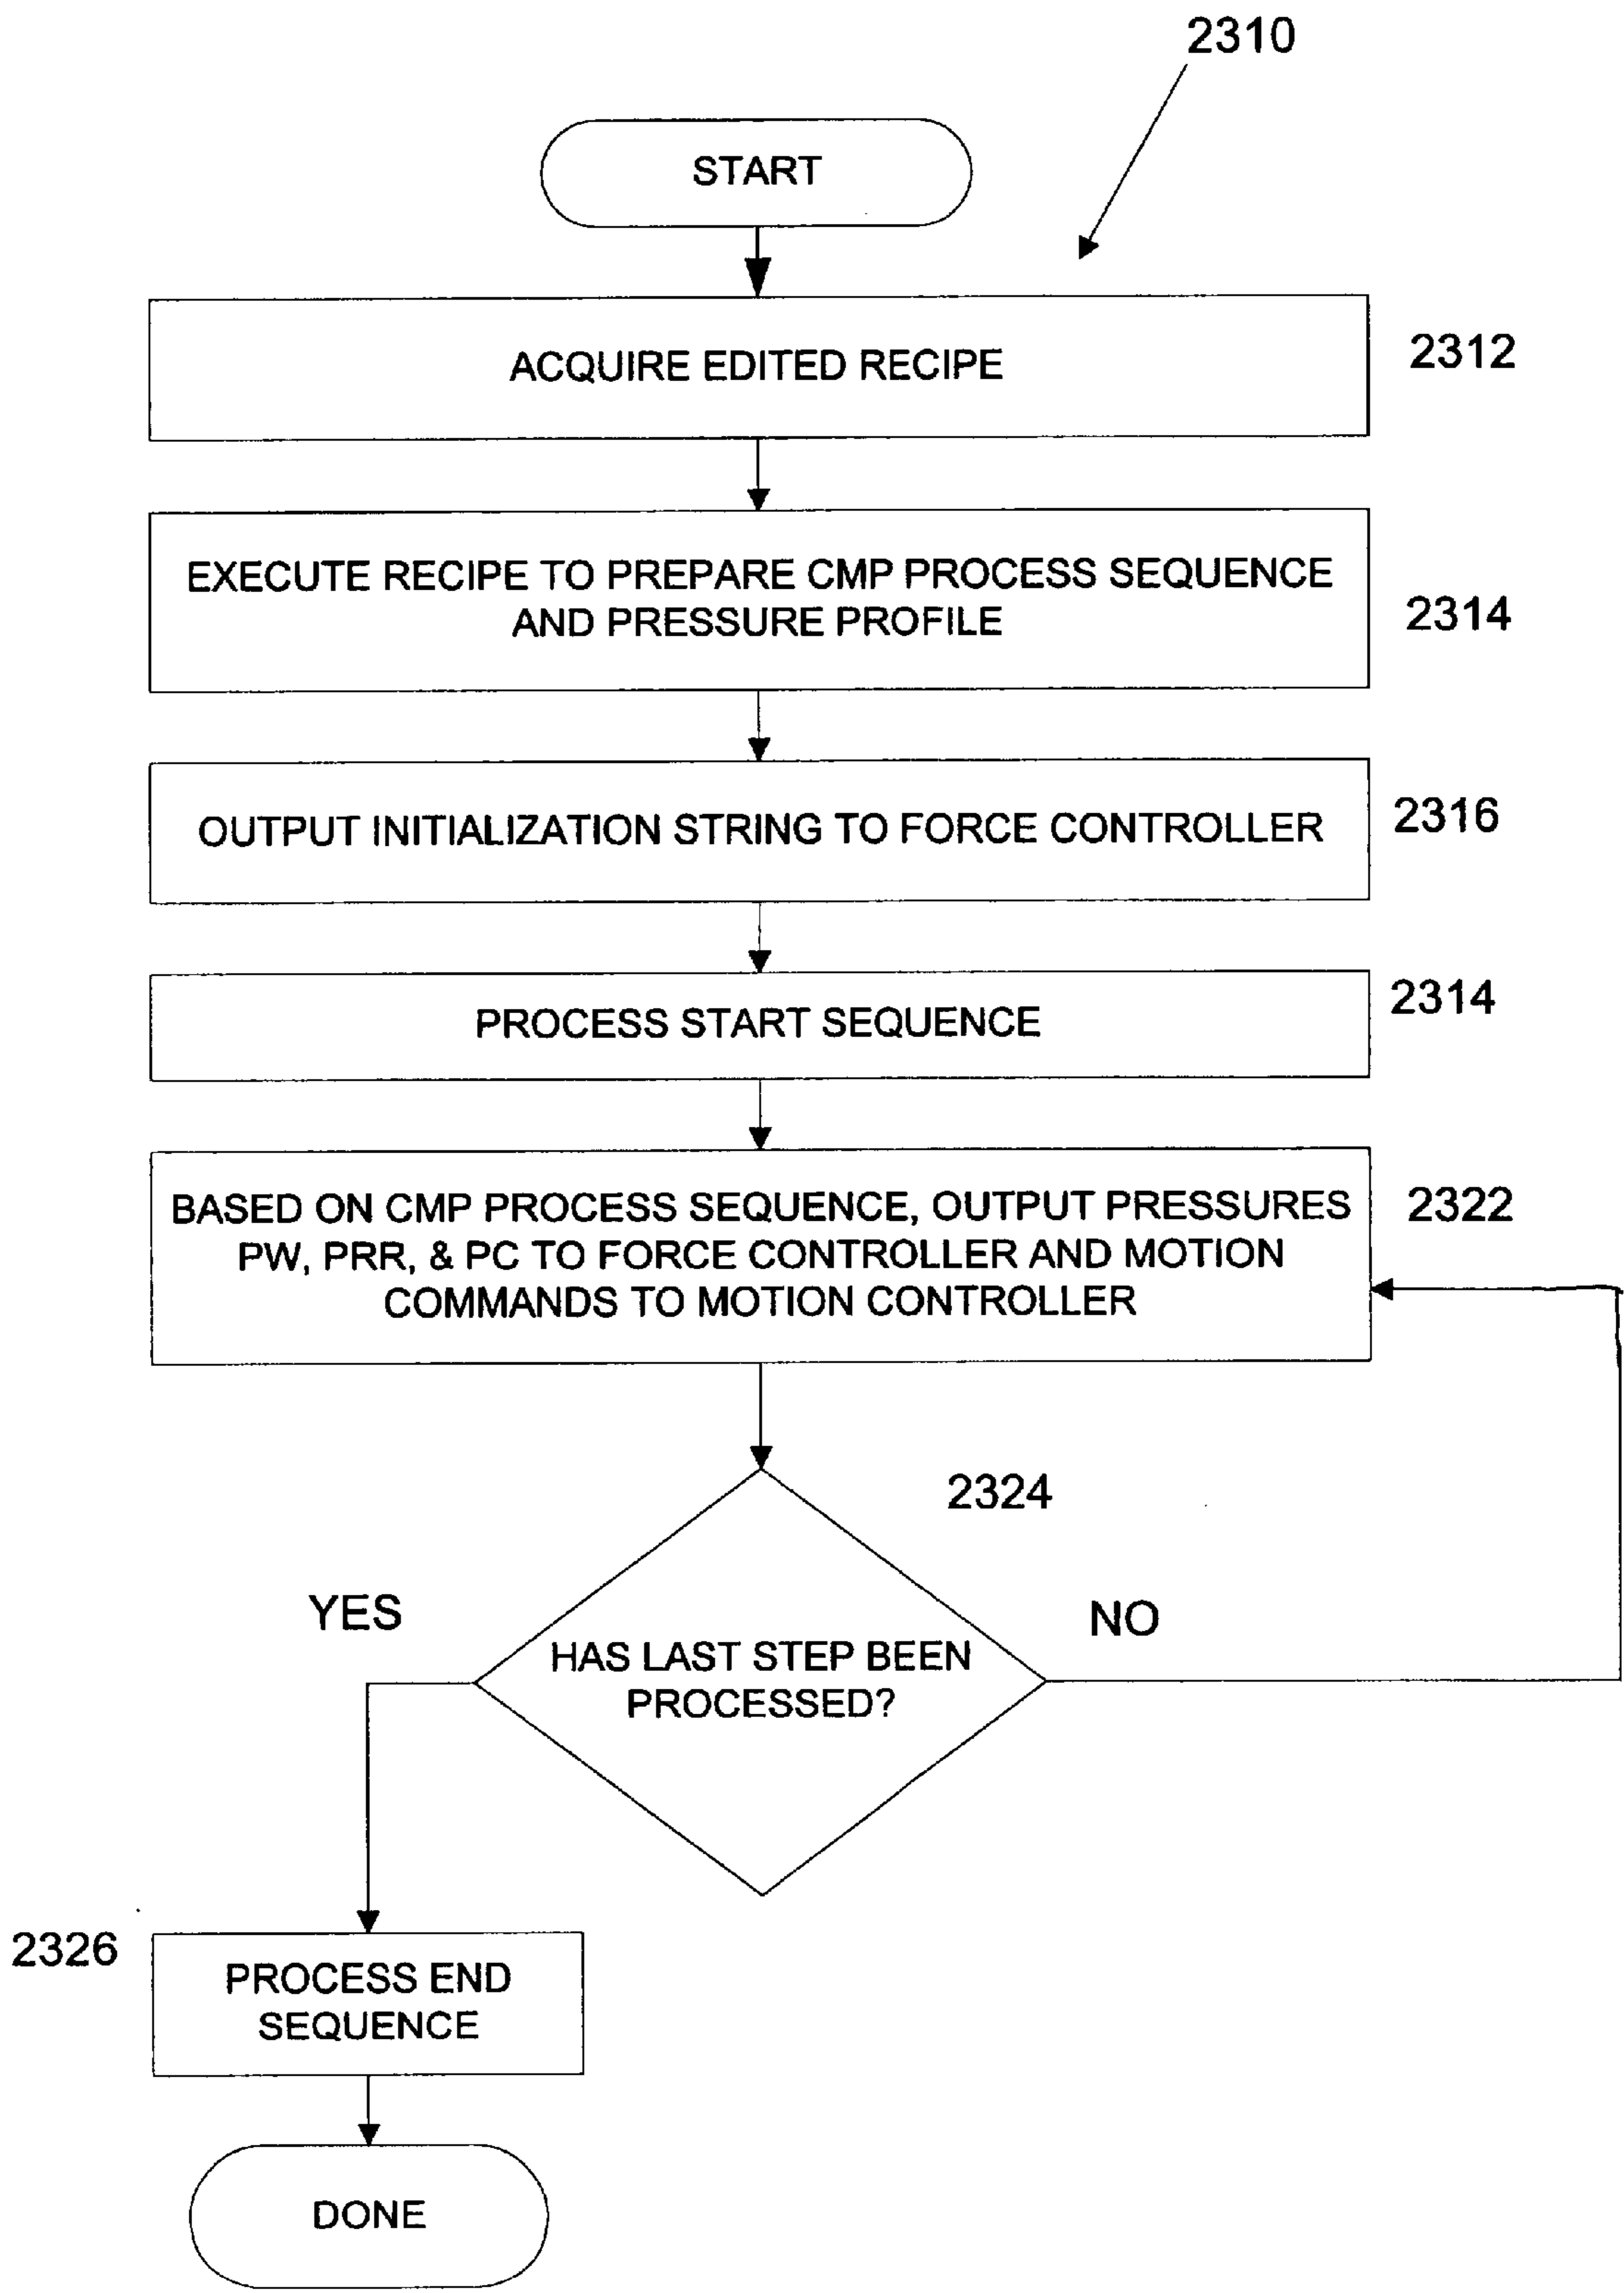 2310
START
ACQUIRE EDITED RECIPE
2312
EXECUTE RECIPE TO PREPARE CMP PROCESS SEQUENCE
AND PRESSURE PROFILE
2314
OUTPUT INITIALIZATION STRING TO FORCE CONTROLLER
2316
PROCESS START SEQUENCE
2314
BASED ON CMP PROCESS SEQUENCE, OUTPUT PRESSURES
PW, PRR, & PC TO FORCE CONTROLLER AND MOTION
COMMANDS TO MOTION CONTROLLER
2322
2324
YES
NO
HAS LAST STEP BEEN
PROCESSED?
2326
PROCESS END
SEQUENCE
DONE